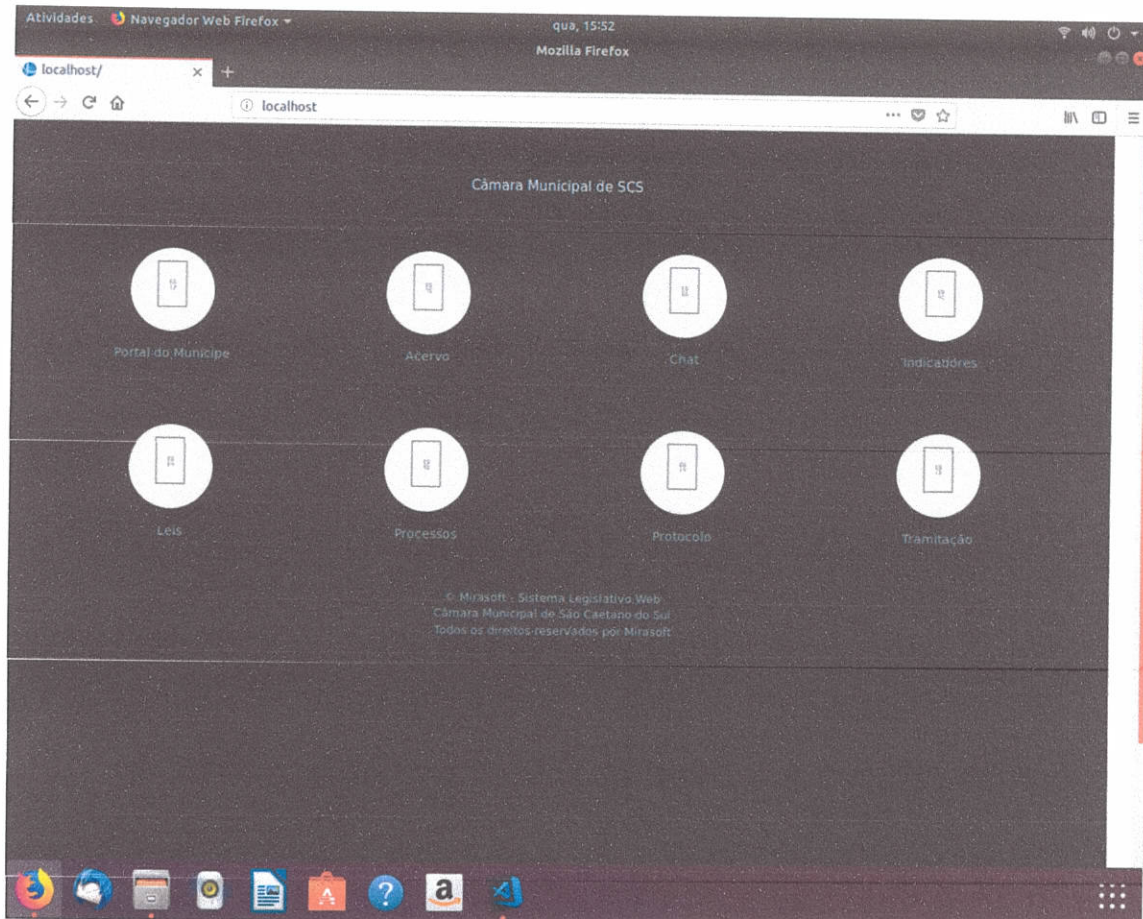 Atividades Navegador Web Firefox qua, 15:52
Mozilla Firefox
localhost/
localhost
Câmara Municipal de SCS
Portal do Munícipe Acervo Chat Indicadores
Leis Processos Protocolo Tramitação
© Mirasoft - Sistema Legislativo Web
Câmara Municipal de São Caetano do Sul
Todos os direitos reservados por Mirasoft